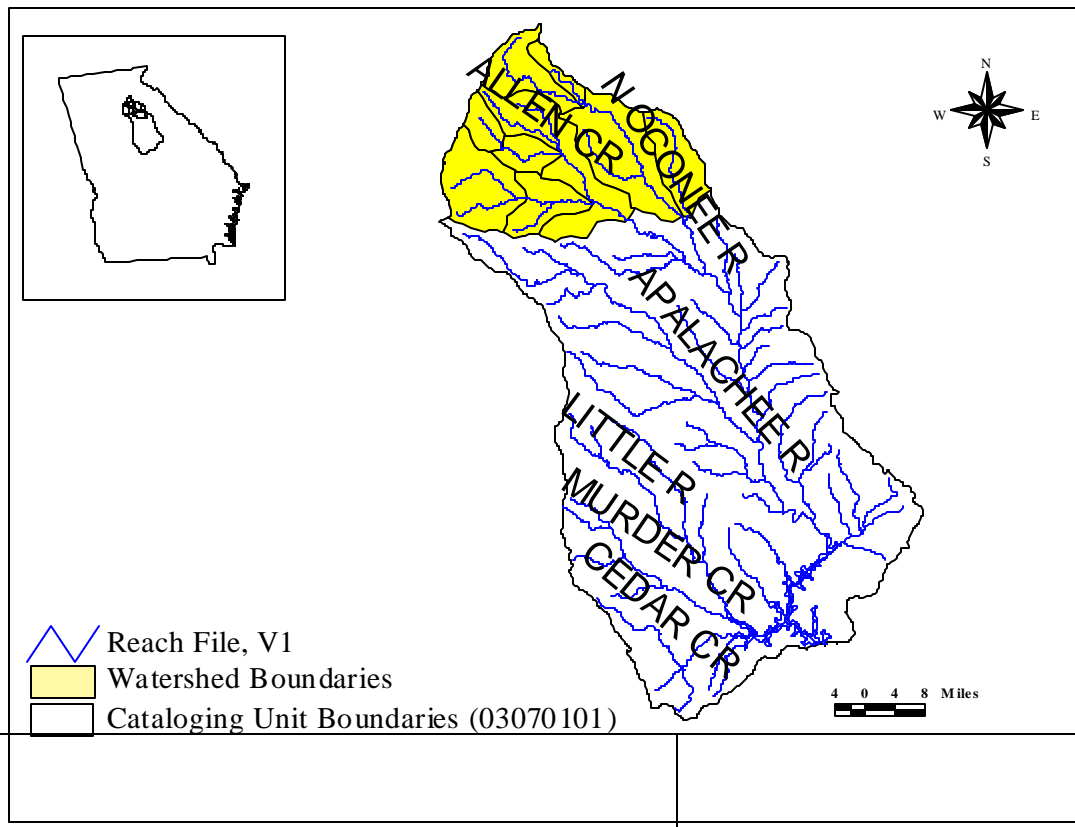 N
W
E
S
ALLEN CR
N OCONEE R
APALACHEE R
LITTLE R
MURDER CR
CEDAR CR
Reach File, V1
Watershed Boundaries
Cataloging Unit Boundaries (03070101)
4 0 4 8 Miles